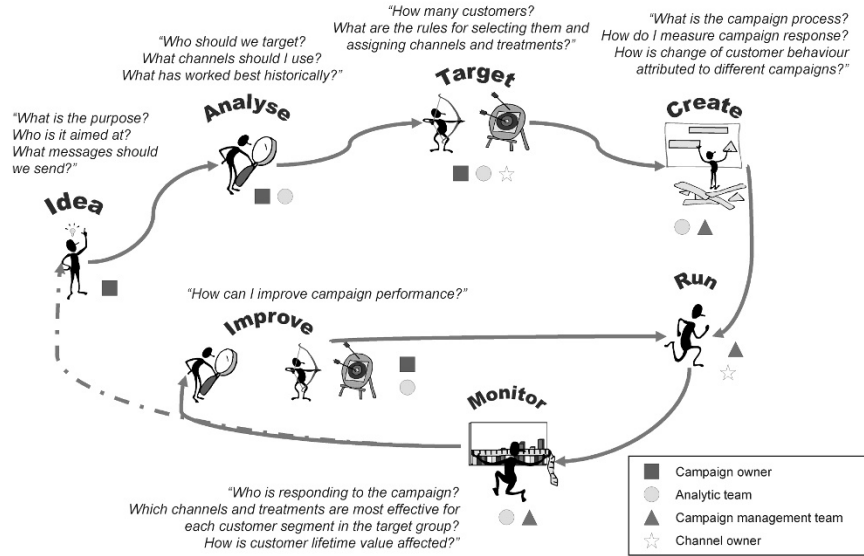 “How many customers?
What are the rules for selecting them and
assigning channels and treatments?”
“What is the campaign process?
How do I measure campaign response?
How is change of customer behaviour
attributed to different campaigns?”
“Who should we target?
What channels should I use?
What has worked best historically?”
Target
Analyse
Create
“What is the purpose?
Who is it aimed at?
What messages should
we send?”
Idea
“How can I improve campaign performance?”
Run
Improve
Monitor
“Who is responding to the campaign?
Which channels and treatments are most effective for
each customer segment in the target group?
How is customer lifetime value affected?”
Campaign owner
Analytic team
Campaign management team
Channel owner